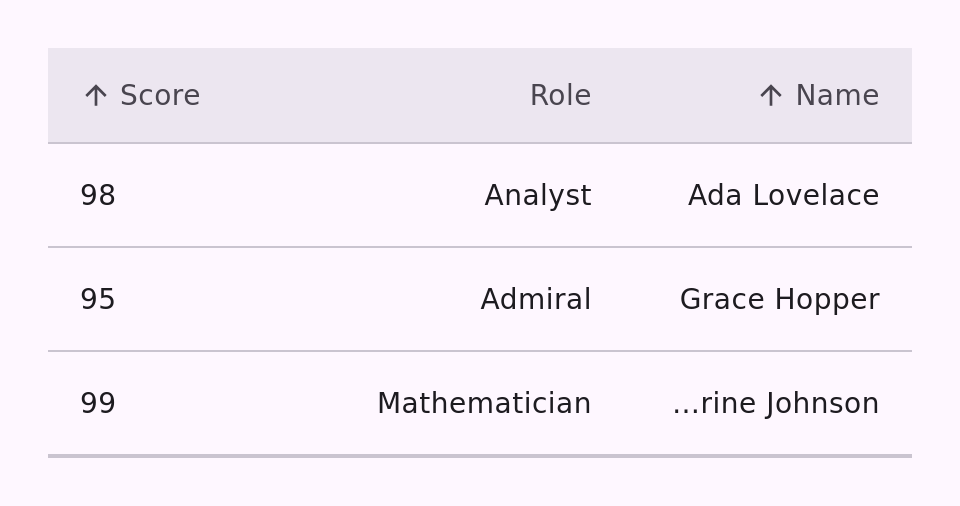 ↑ Score Role ↑ Name
98 Analyst Ada Lovelace
95 Admiral Grace Hopper
99 Mathematician …rine Johnson